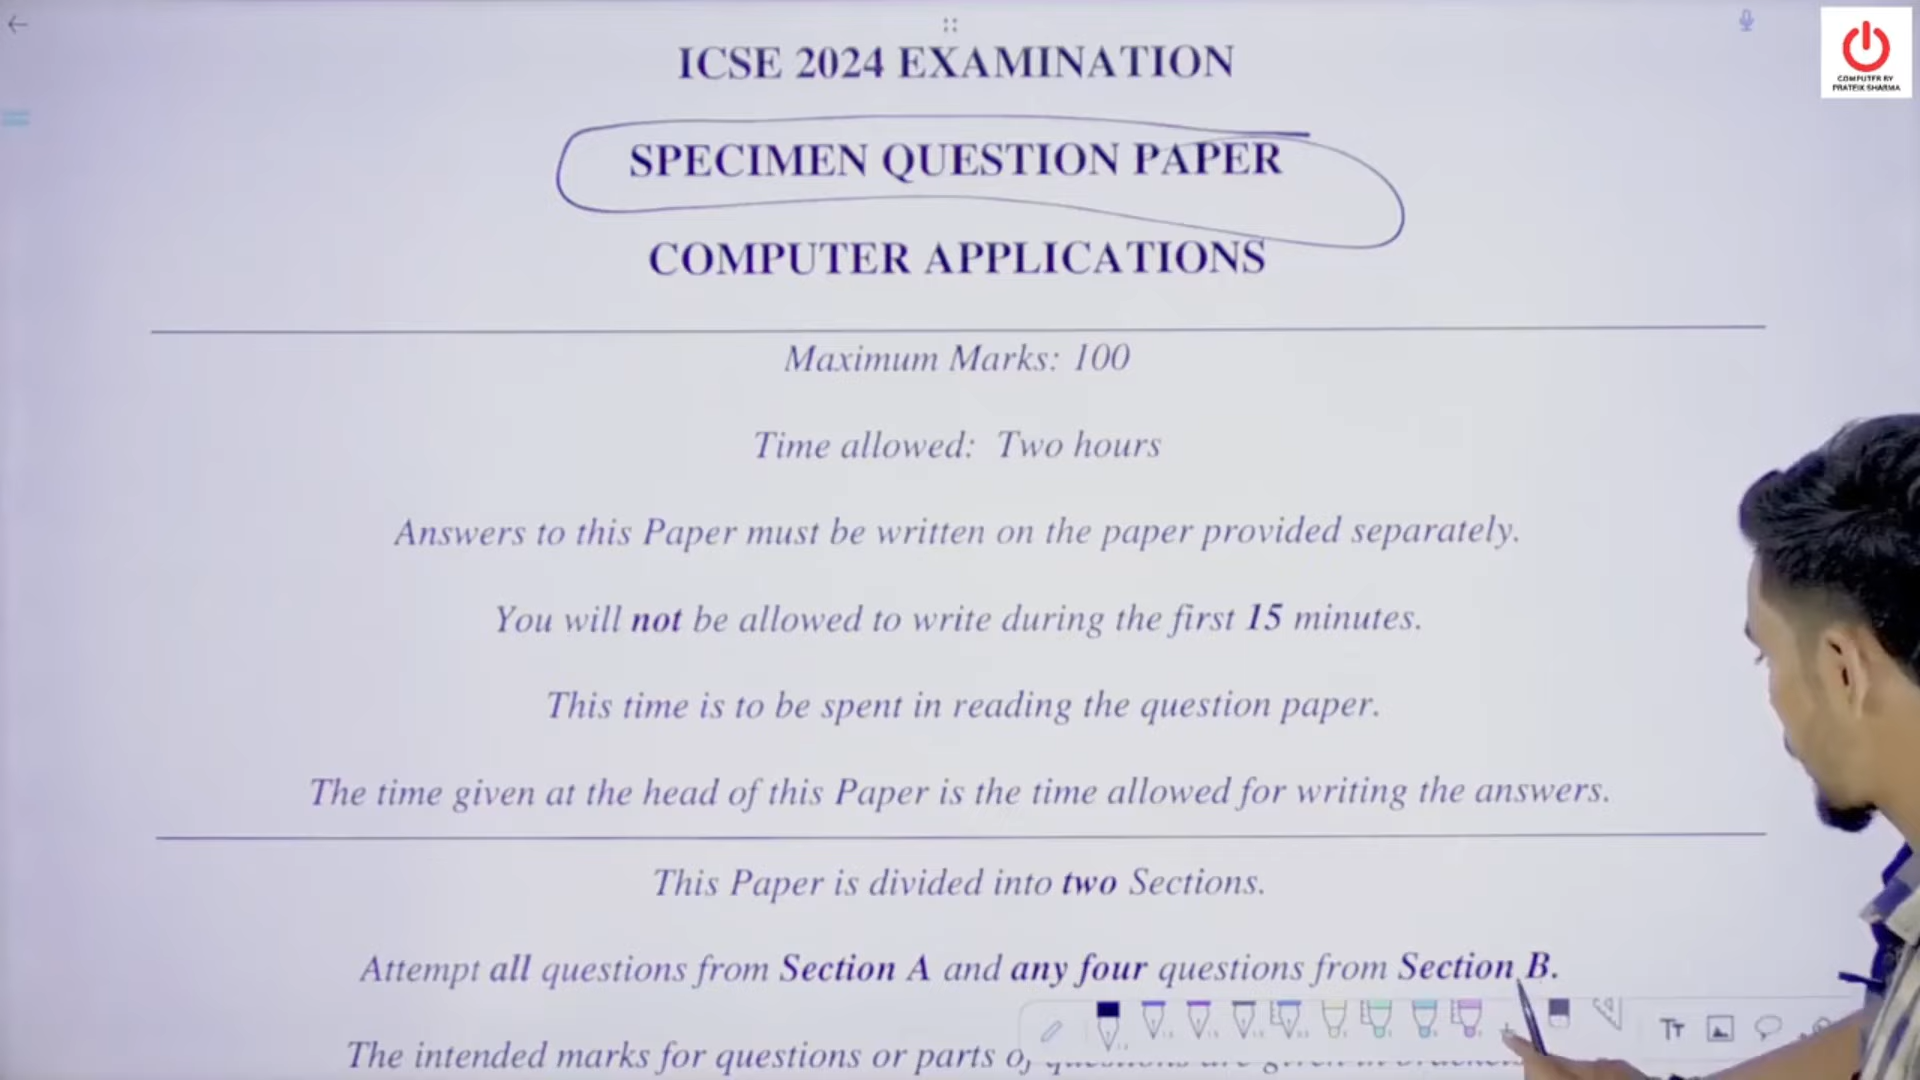 ICSE 2024 EXAMINATION
COMPUTER BY
PRATEIK SHARMA
SPECIMEN QUESTION PAPER
COMPUTER APPLICATIONS
Maximum Marks: 100
Time allowed: Two hours
Answers to this Paper must be written on the paper provided separately.
You will not be allowed to write during the first 15 minutes.
This time is to be spent in reading the question paper.
The time given at the head of this Paper is the time allowed for writing the answers.
This Paper is divided into two Sections.
Attempt all questions from Section A and any four questions from Section B.
The intended marks for questions or parts